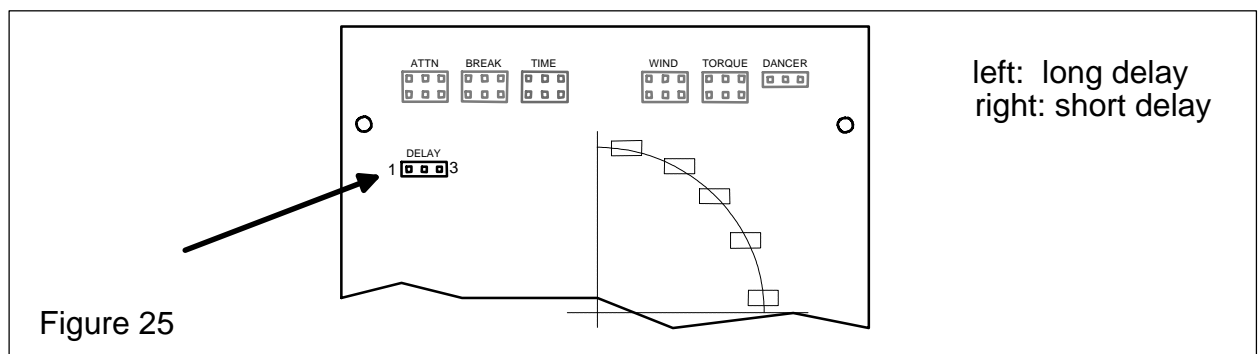 ATTN BREAK TIME WIND TORQUE DANCER
left: long delay
right: short delay
DELAY
1 3
Figure 25